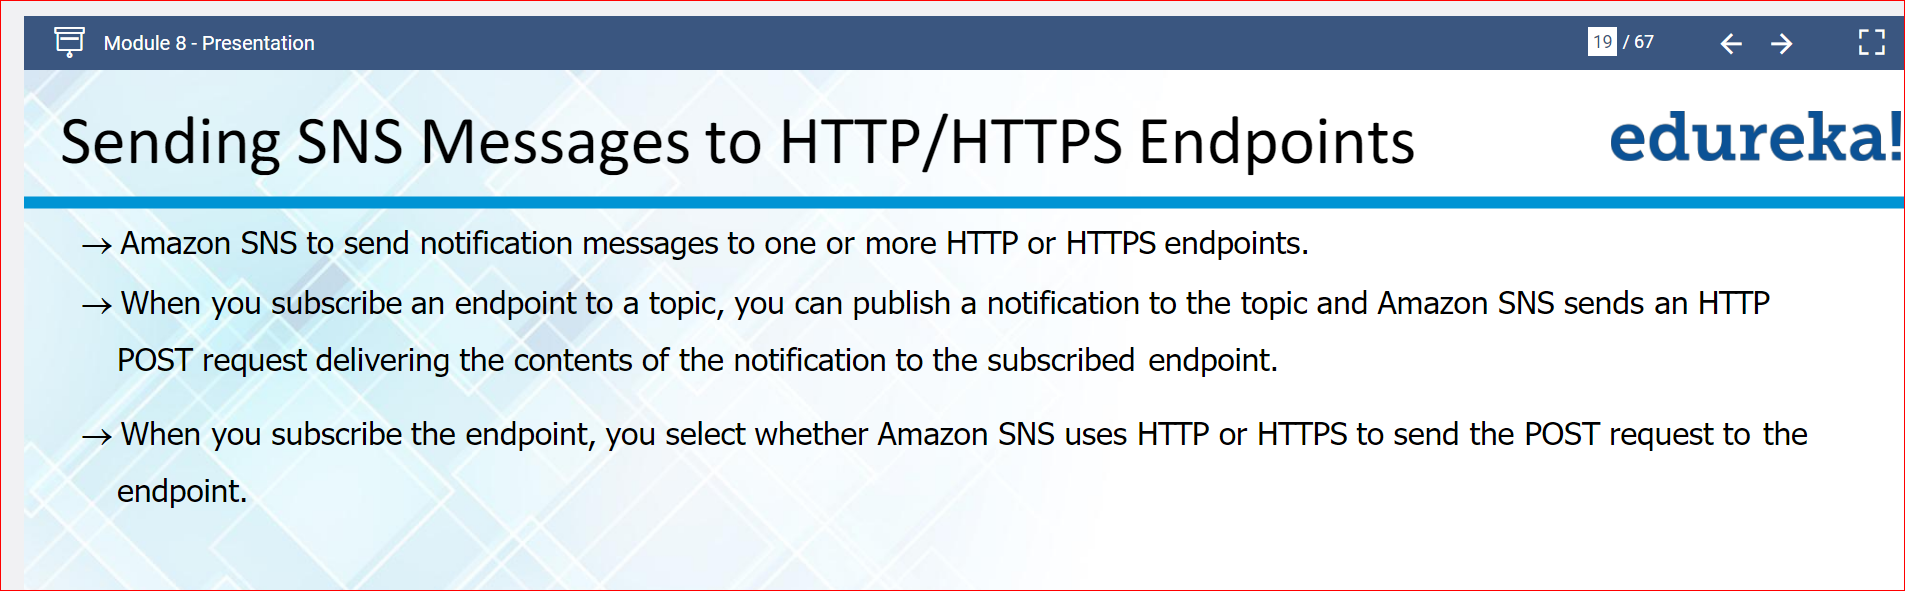 Module 8 - Presentation
19 / 67
Sending SNS Messages to HTTP/HTTPS Endpoints
edureka!
→ Amazon SNS to send notification messages to one or more HTTP or HTTPS endpoints.
→ When you subscribe an endpoint to a topic, you can publish a notification to the topic and Amazon SNS sends an HTTP
POST request delivering the contents of the notification to the subscribed endpoint.
→ When you subscribe the endpoint, you select whether Amazon SNS uses HTTP or HTTPS to send the POST request to the
endpoint.